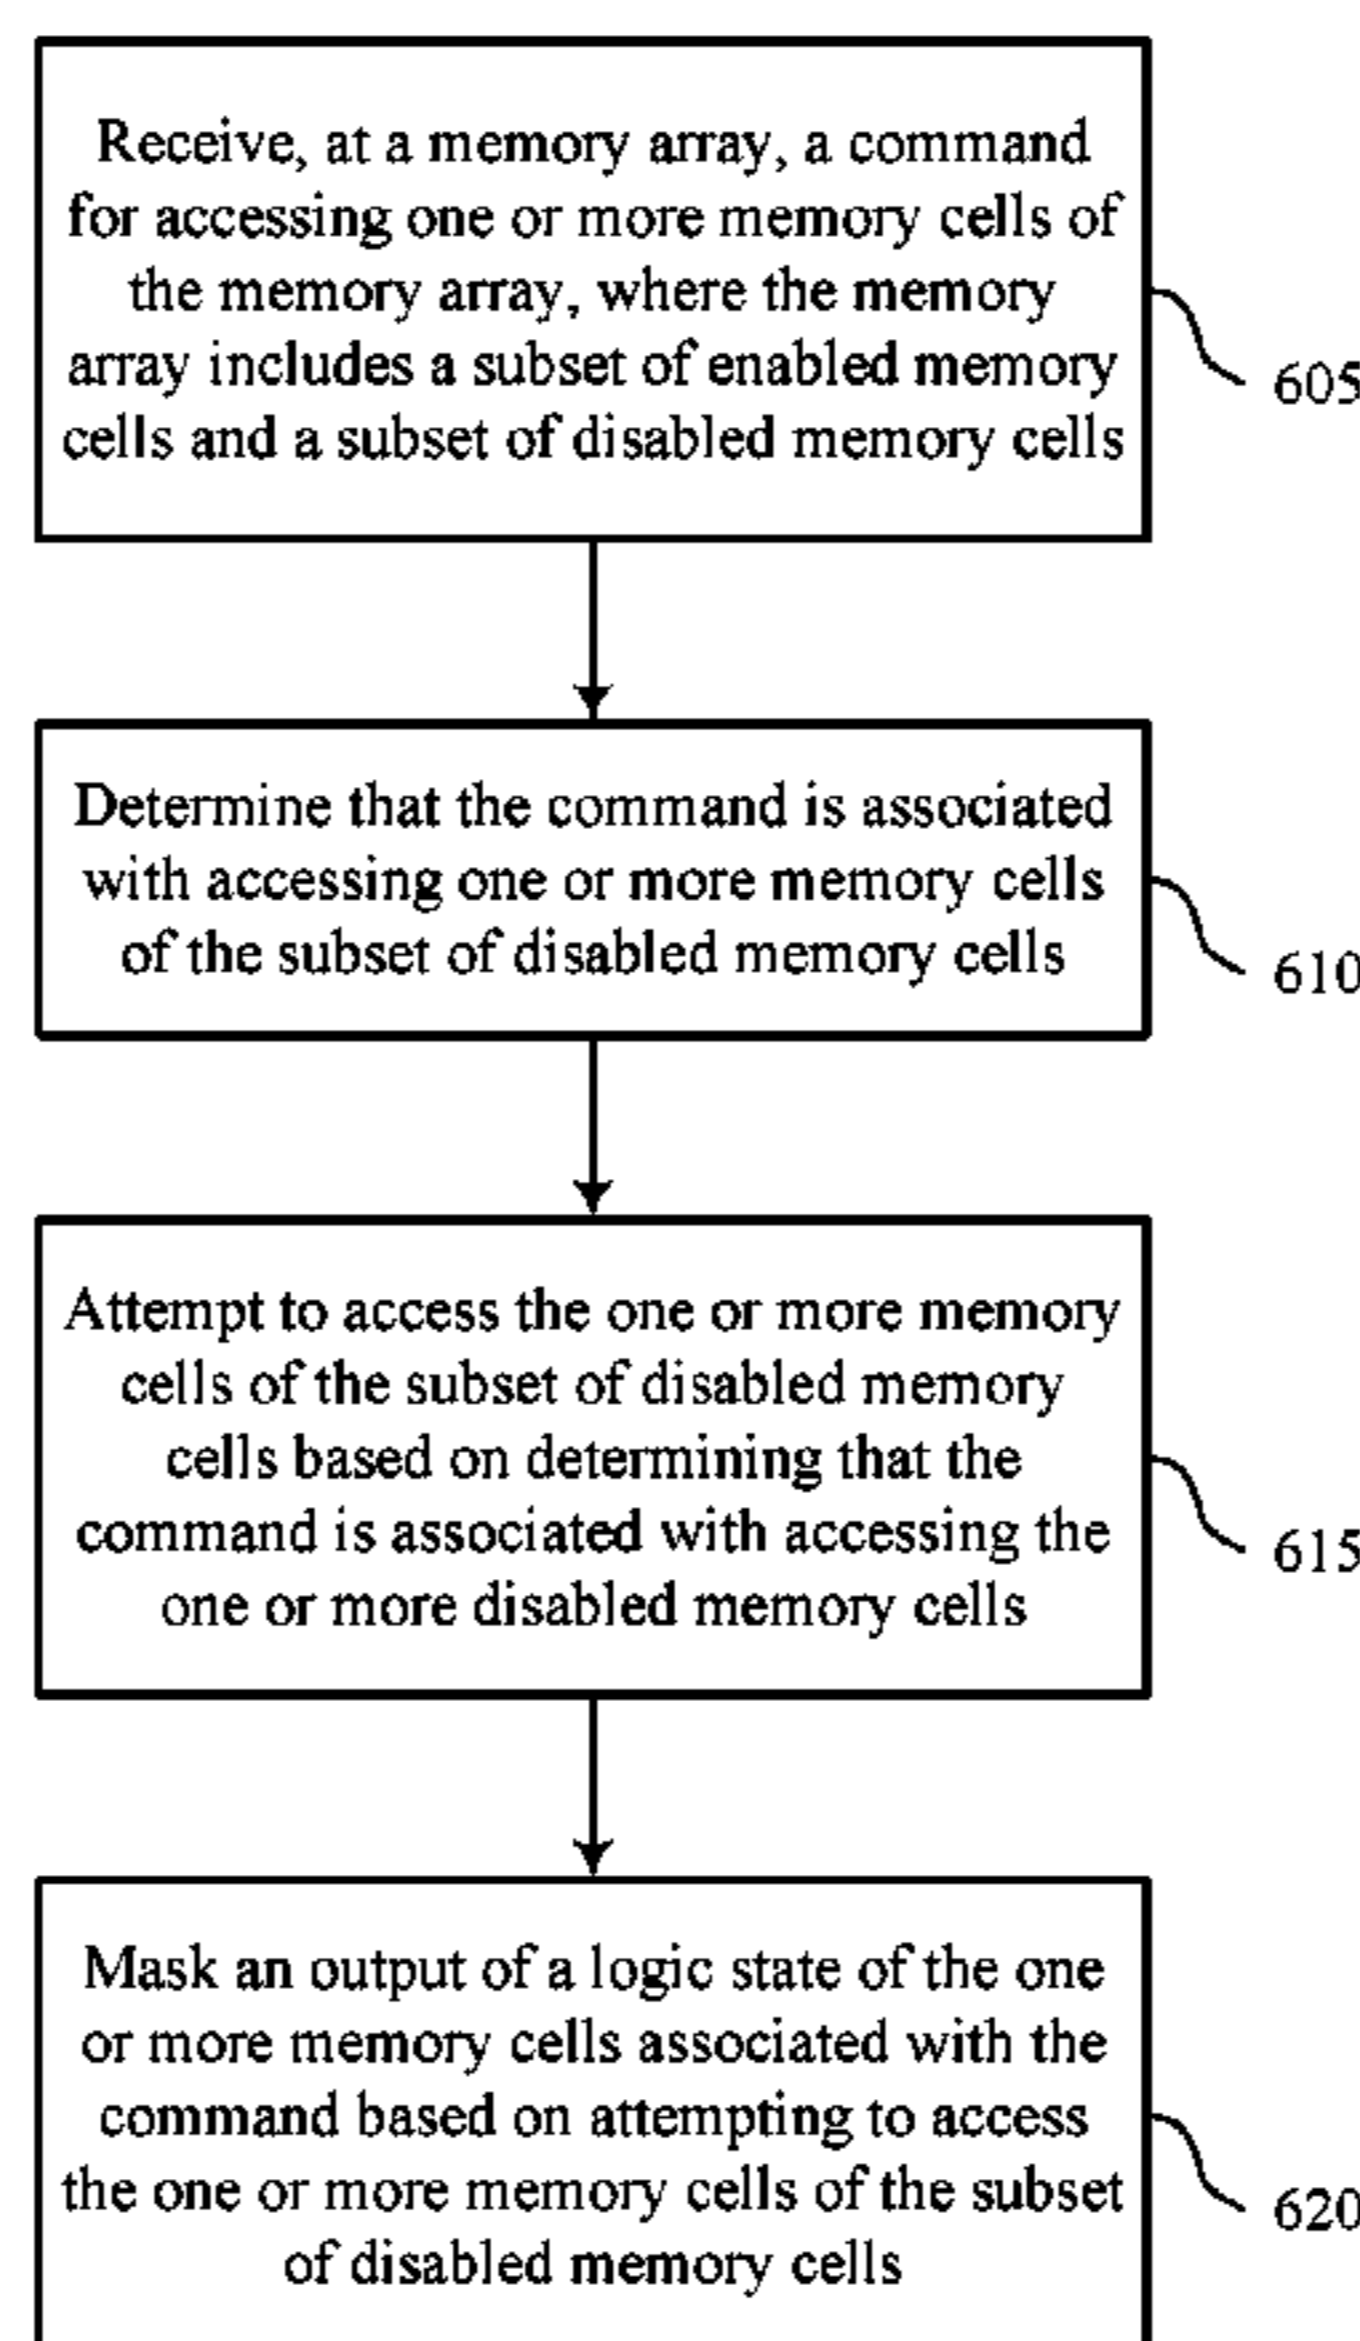 Receive, at a memory array, a command
for accessing one or more memory cells of
the memory array, where the memory
array includes a subset of enabled memory
cells and a subset of disabled memory cells
605
Determine that the command is associated
with accessing one or more memory cells
of the subset of disabled memory cells
610
Attempt to access the one or more memory
cells of the subset of disabled memory
cells based on determining that the
command is associated with accessing the
one or more disabled memory cells
615
Mask an output of a logic state of the one
or more memory cells associated with the
command based on attempting to access
the one or more memory cells of the subset
of disabled memory cells
620